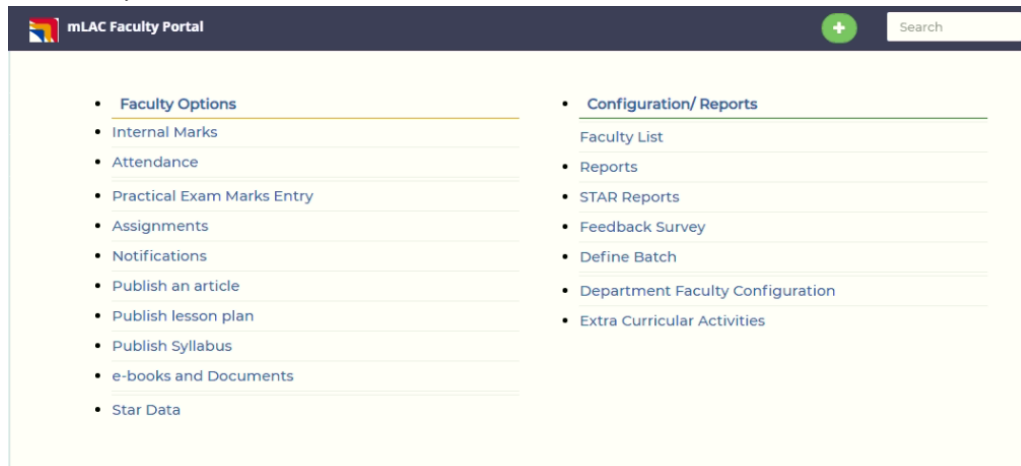 mLAC Faculty Portal
+
Search
Faculty Options
Internal Marks
Attendance
Practical Exam Marks Entry
Assignments
Notifications
Publish an article
Publish lesson plan
Publish Syllabus
e-books and Documents
Star Data
Configuration/ Reports
Faculty List
Reports
STAR Reports
Feedback Survey
Define Batch
Department Faculty Configuration
Extra Curricular Activities